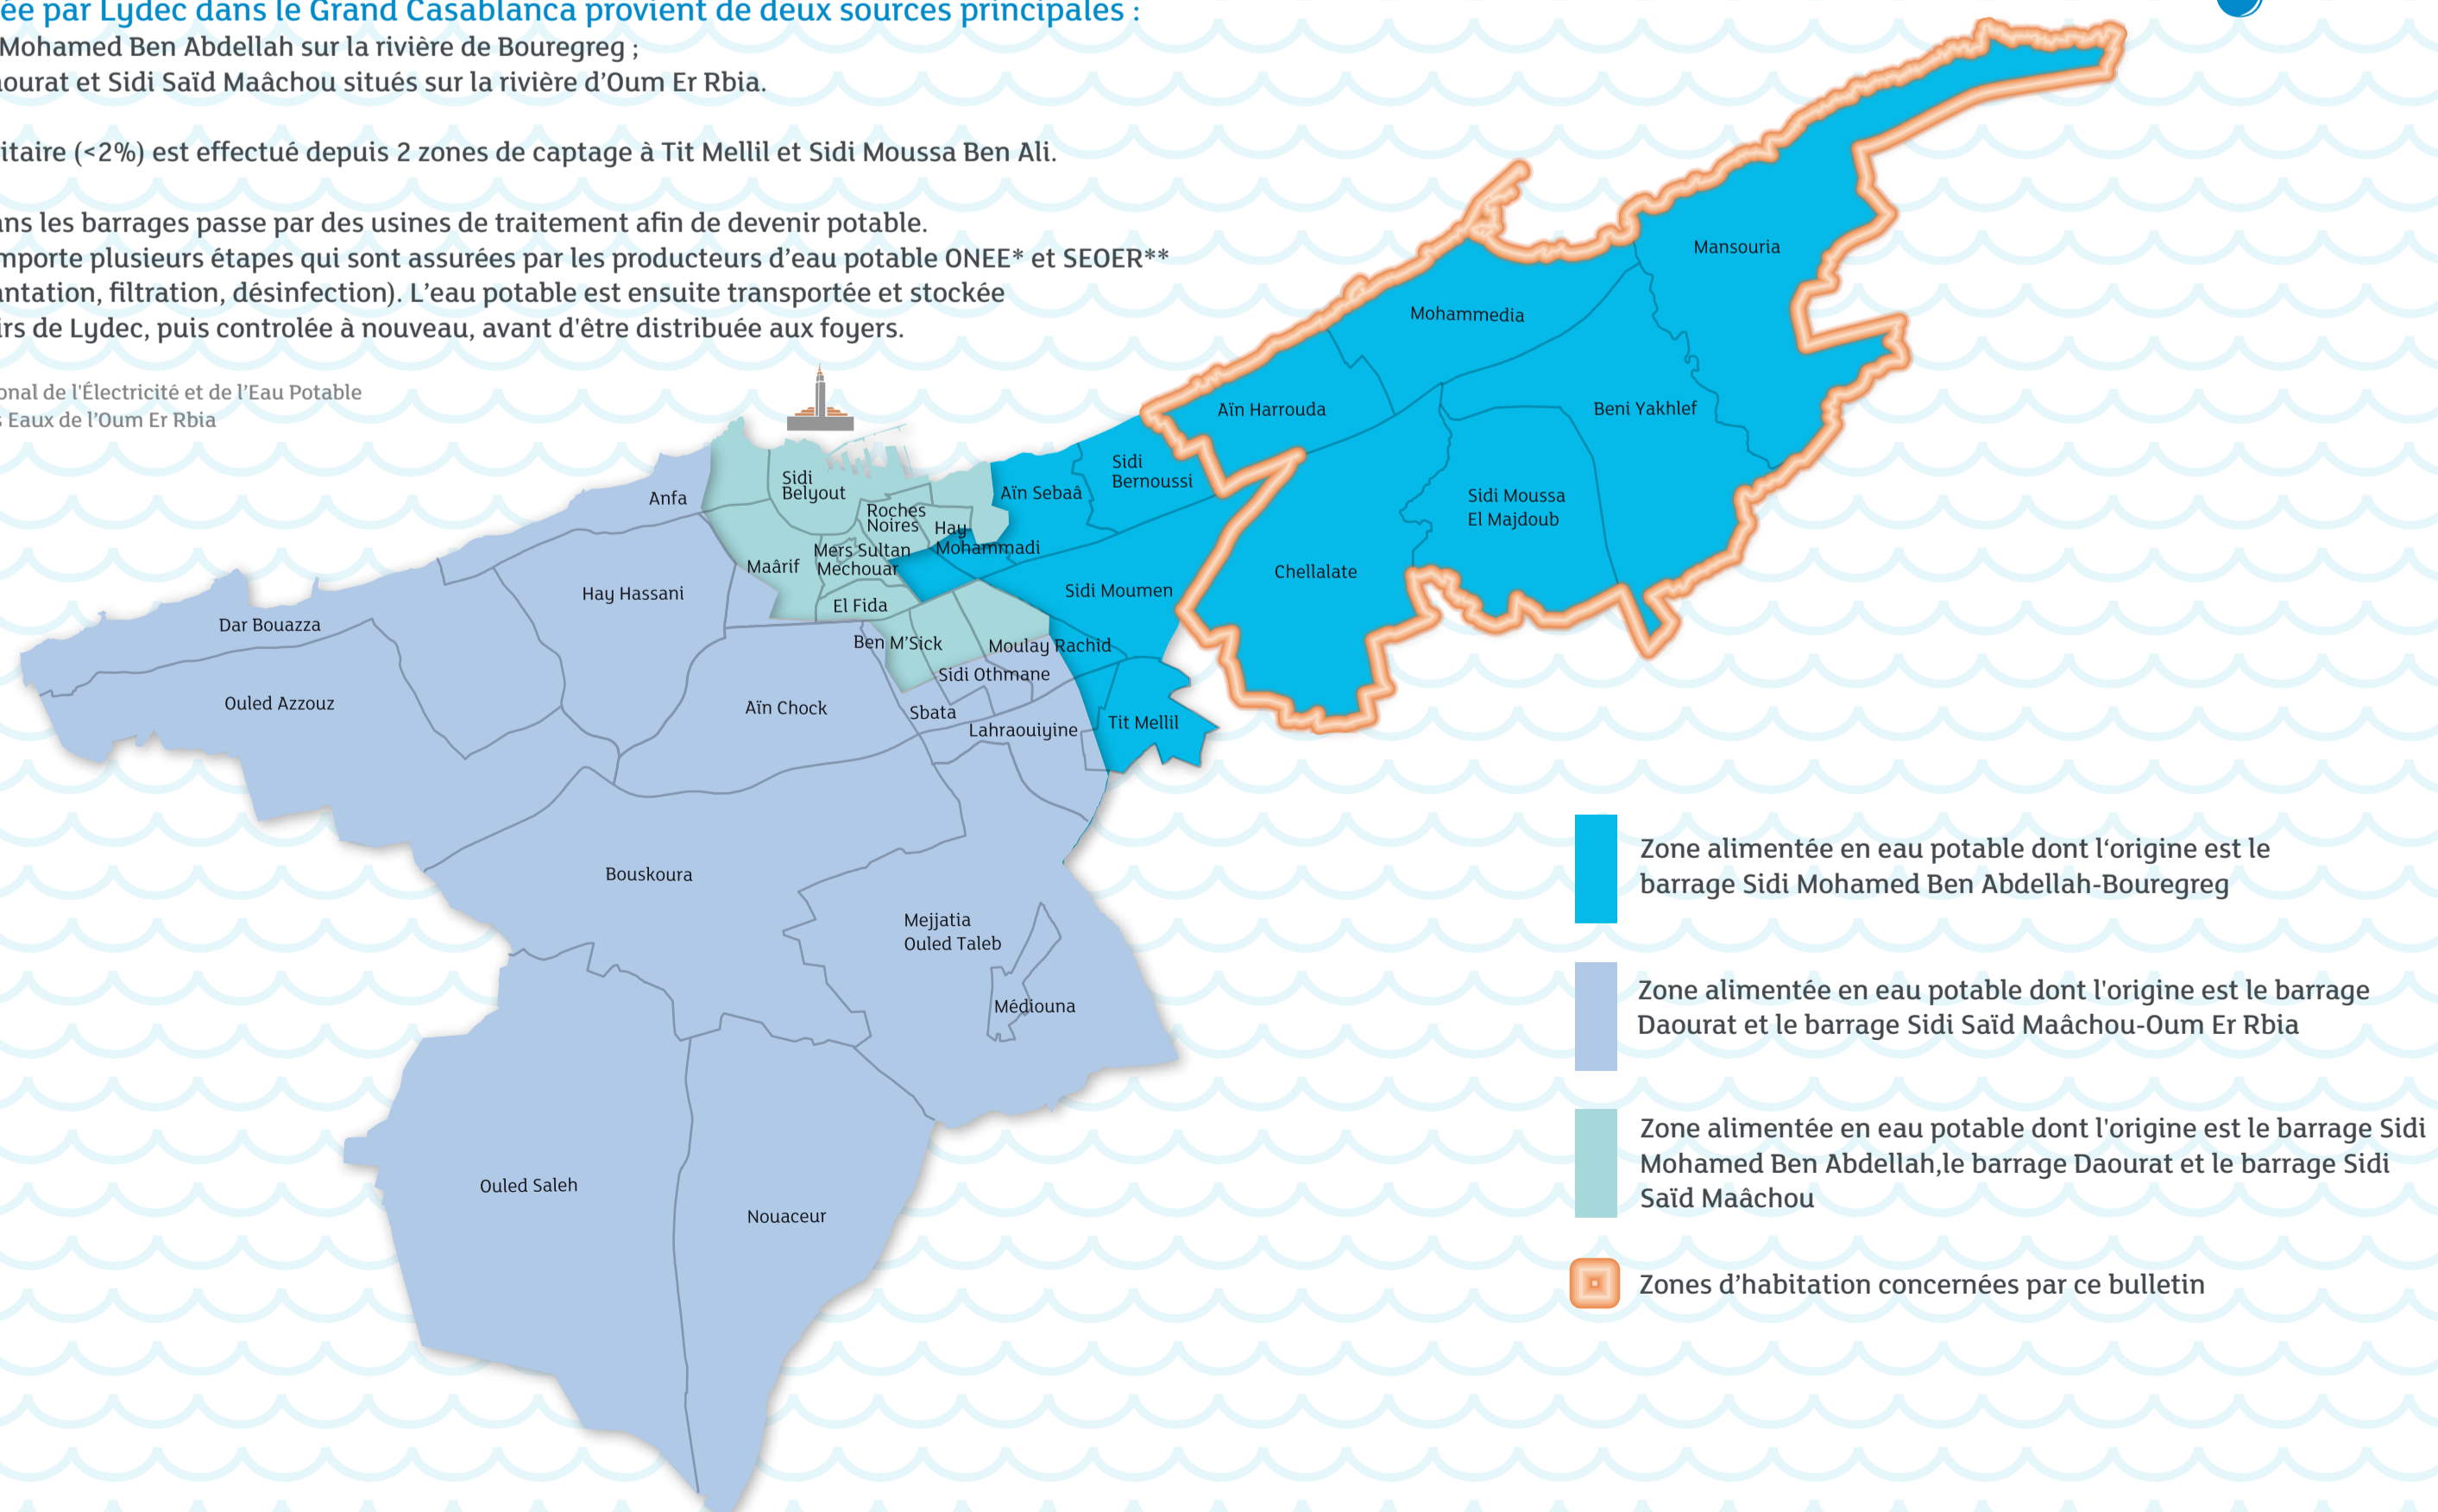 ée par Lydec dans le Grand Casablanca provient de deux sources principales :
Mohamed Ben Abdellah sur la rivière de Bouregreg ;
ourat et Sidi Saïd Maâchou situés sur la rivière d’Oum Er Rbia.
itaire (<2%) est effectué depuis 2 zones de captage à Tit Mellil et Sidi Moussa Ben Ali.
ns les barrages passe par des usines de traitement afin de devenir potable.
mporte plusieurs étapes qui sont assurées par les producteurs d’eau potable ONEE* et SEOER**
ntation, filtration, désinfection). L’eau potable est ensuite transportée et stockée
irs de Lydec, puis controlée à nouveau, avant d'être distribuée aux foyers.
onal de l'Électricité et de l’Eau Potable
s Eaux de l’Oum Er Rbia
Mansouria
Mohammedia
Aïn Harrouda
Beni Yakhlef
Sidi
Bernoussi
Sidi
Belyout
Anfa
Aïn Sebaâ
Sidi Moussa
El Majdoub
Roches
Noires
Hay
Mohammadi
Mers Sultan
Mechouar
Maârif
Chellalate
Hay Hassani
Sidi Moumen
El Fida
Dar Bouazza
Ben M’Sick
Moulay Rachid
Sidi Othmane
Ouled Azzouz
Aïn Chock
Sbata
Tit Mellil
Lahraouiyine
Bouskoura
Mejjatia
Ouled Taleb
Médiouna
Ouled Saleh
Nouaceur
Zone alimentée en eau potable dont l‘origine est le
barrage Sidi Mohamed Ben Abdellah-Bouregreg
Zone alimentée en eau potable dont l'origine est le barrage
Daourat et le barrage Sidi Saïd Maâchou-Oum Er Rbia
Zone alimentée en eau potable dont l'origine est le barrage Sidi
Mohamed Ben Abdellah,le barrage Daourat et le barrage Sidi
Saïd Maâchou
Zones d’habitation concernées par ce bulletin